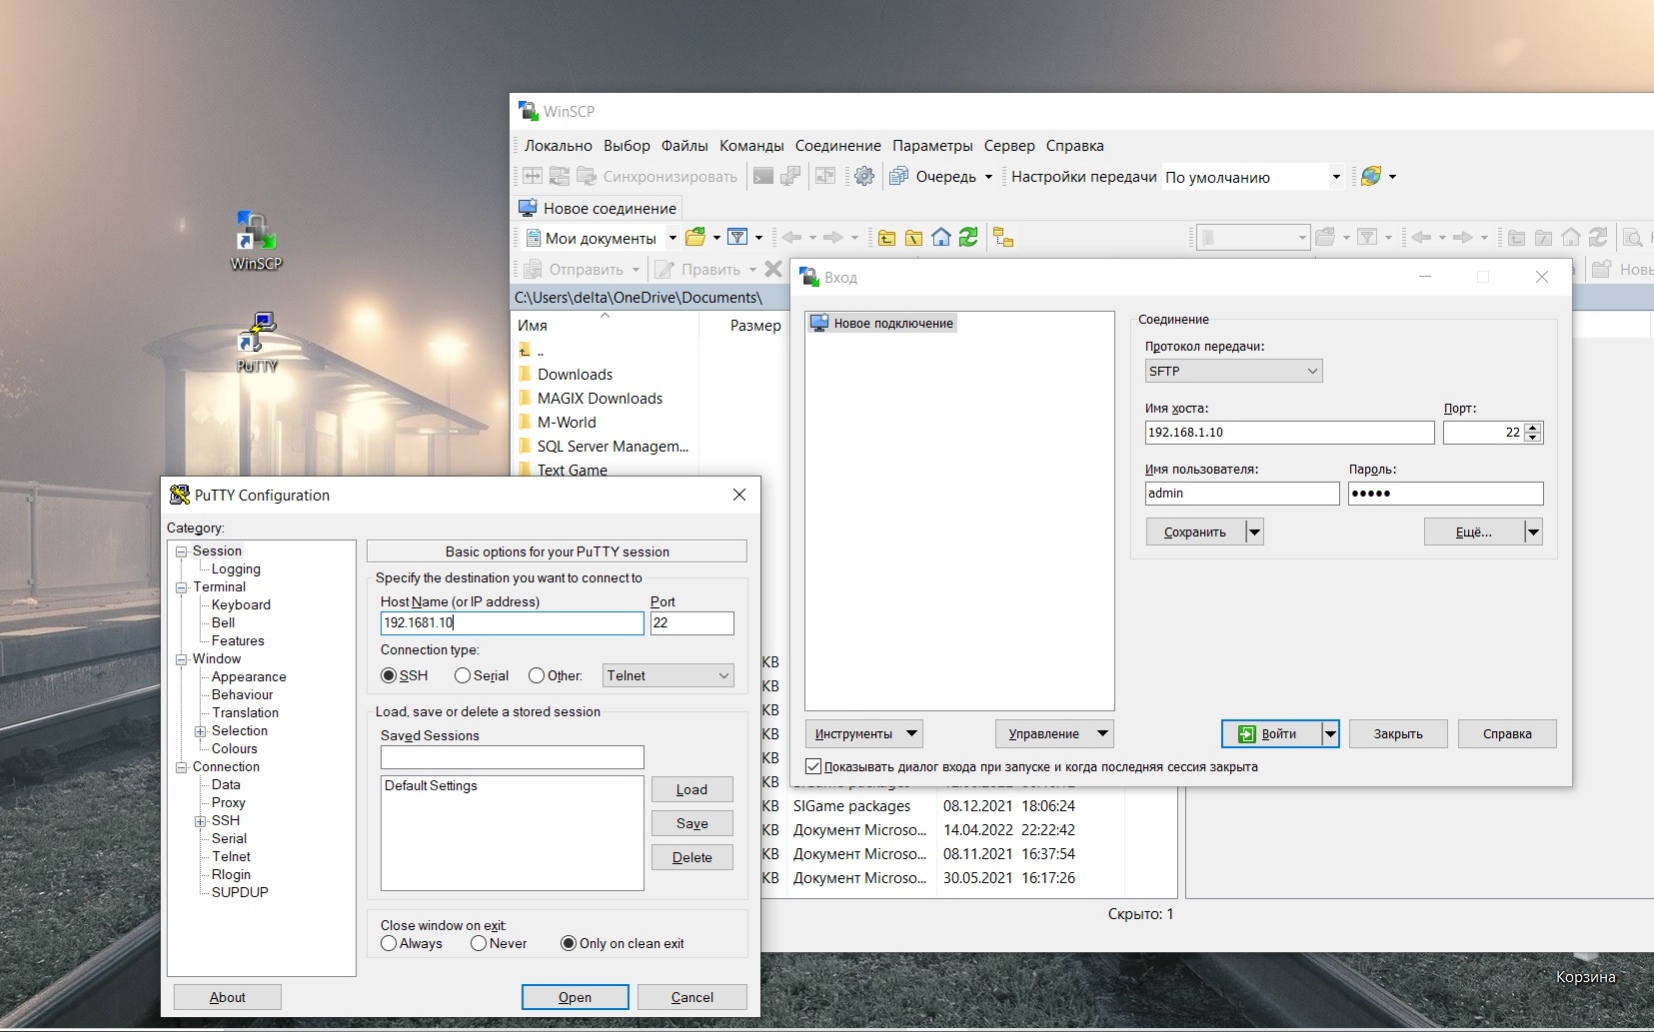 WinSCP
PuTTY
WinSCP
Локально Выбор Файлы Команды Соединение Параметры Сервер Справка
Синхронизировать Очередь Настройки передачи По умолчанию
Новое соединение
Мои документы
Отправить Править
C:\Users\delta\OneDrive\Documents\
Имя Размер
..
Downloads
MAGIX Downloads
M-World
SQL Server Managem...
Text Game
Вход
Новое подключение
Соединение
Протокол передачи:
SFTP
Имя хоста: Порт:
192.168.1.10 22
Имя пользователя: Пароль:
admin •••••
Сохранить Ещё...
Инструменты Управление Войти Закрыть Справка
Показывать диалог входа при запуске и когда последняя сессия закрыта
PuTTY Configuration
Category:
Session
Logging
Terminal
Keyboard
Bell
Features
Window
Appearance
Behaviour
Translation
Selection
Colours
Connection
Data
Proxy
SSH
Serial
Telnet
Rlogin
SUPDUP
Basic options for your PuTTY session
Specify the destination you want to connect to
Host Name (or IP address) Port
192.1681.10 22
Connection type:
SSH Serial Other: Telnet
Load, save or delete a stored session
Saved Sessions
Default Settings
Load
Save
Delete
Close window on exit:
Always Never Only on clean exit
About Open Cancel
KB
KB
KB
KB
KB
KB
KB SIGame packages 08.12.2021 18:06:24
KB Документ Microso... 14.04.2022 22:22:42
KB Документ Microso... 08.11.2021 16:37:54
KB Документ Microso... 30.05.2021 16:17:26
Скрыто: 1
Корзина